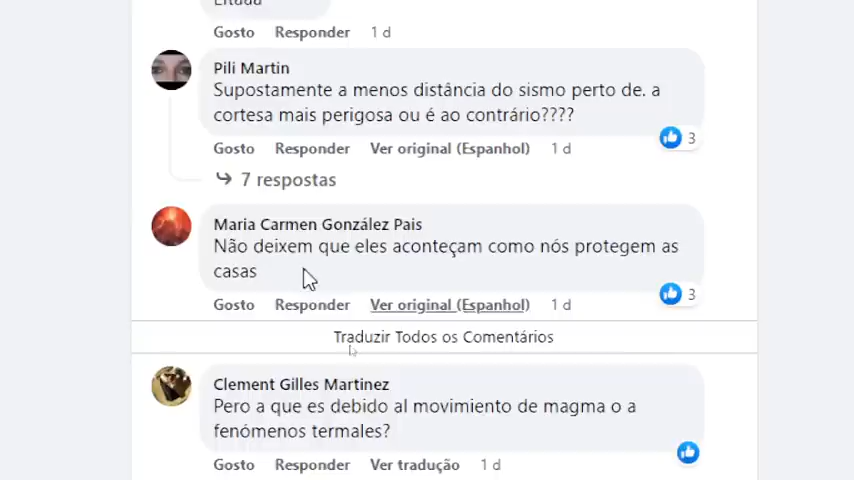 Gosto Responder 1 d
Pili Martin
Supostamente a menos distância do sismo perto de. a
cortesa mais perigosa ou é ao contrário????
3
Gosto Responder Ver original (Espanhol) 1 d
7 respostas
Maria Carmen González Pais
Não deixem que eles aconteçam como nós protegem as
casas
3
Gosto Responder Ver original (Espanhol) 1 d
Traduzir Todos os Comentários
Clement Gilles Martinez
Pero a que es debido al movimiento de magma o a
fenómenos termales?
Gosto Responder Ver tradução 1 d